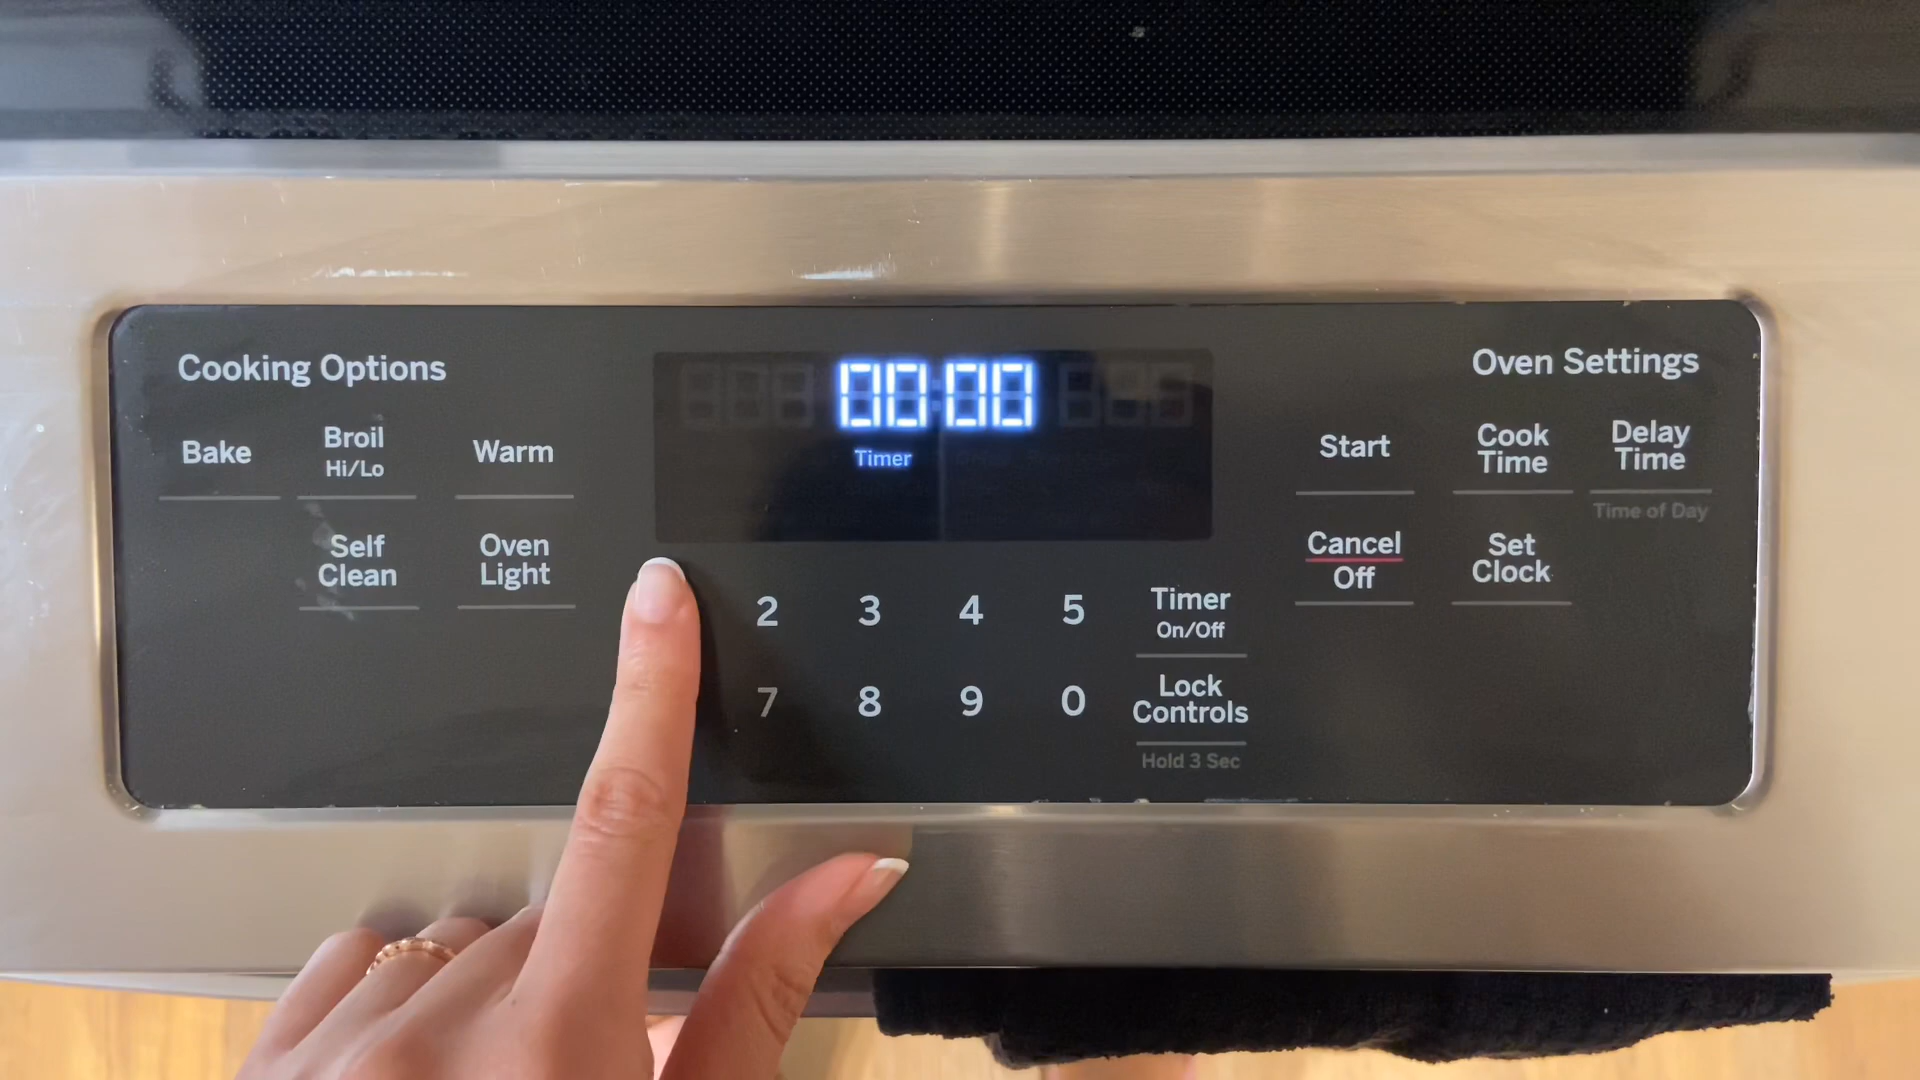 Cooking Options
Bake
Broil
Hi/Lo
Warm
Self
Clean
Oven
Light
00:00
Timer
2 3 4 5
7 8 9 0
Timer
On/Off
Lock
Controls
Hold 3 Sec
Oven Settings
Start
Cook
Time
Delay
Time
Time of Day
Cancel
Off
Set
Clock